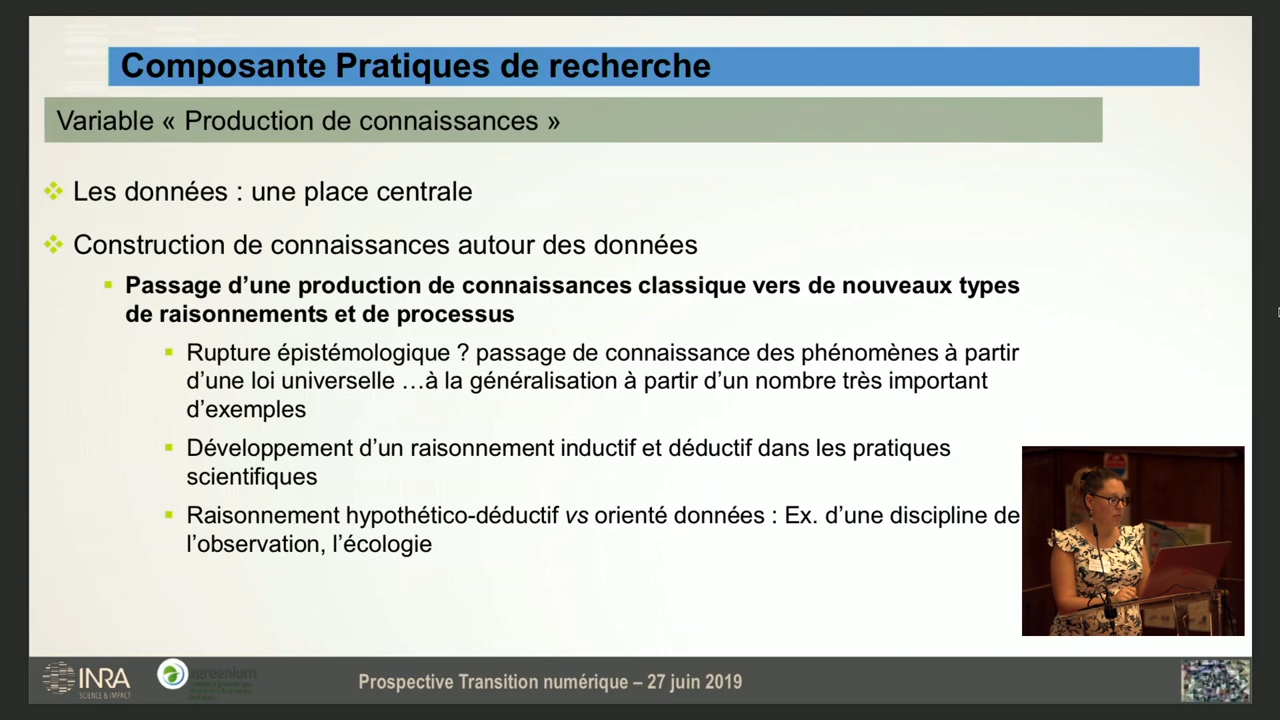 Composante Pratiques de recherche
Variable « Production de connaissances »
Les données : une place centrale
Construction de connaissances autour des données
Passage d’une production de connaissances classique vers de nouveaux types
de raisonnements et de processus
Rupture épistémologique ? passage de connaissance des phénomènes à partir
d’une loi universelle …à la généralisation à partir d’un nombre très important
d’exemples
Développement d’un raisonnement inductif et déductif dans les pratiques
scientifiques
Raisonnement hypothético-déductif vs orienté données : Ex. d’une discipline de
l’observation, l’écologie
INRA
SCIENCE & IMPACT
agreenium
Prospective Transition numérique – 27 juin 2019